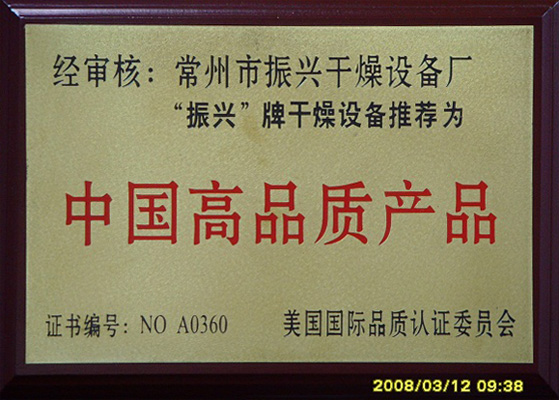 经审核：常州市振兴干燥设备厂
“振兴”牌干燥设备推荐为
中国高品质产品
证书编号：NO A0360 美国国际品质认证委员会
2008/03/12 09:38